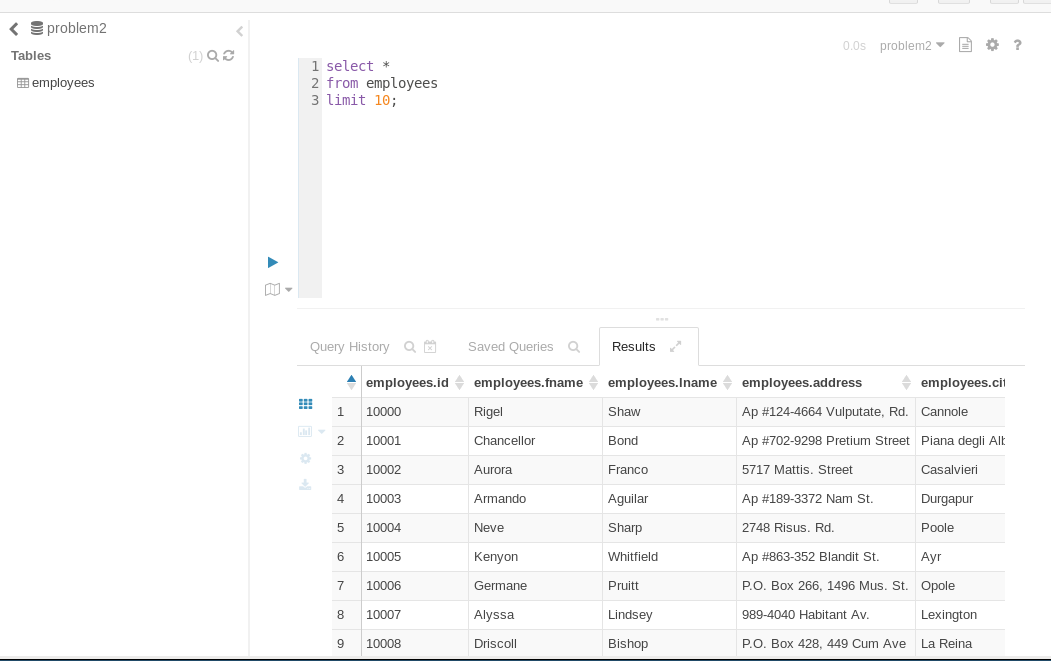 problem2
Tables (1)
employees
0.0s problem2 ?
1 select *
2 from employees
3 limit 10;
Query History Saved Queries Results
employees.id employees.fname employees.lname employees.address employees.cit
1 10000 Rigel Shaw Ap #124-4664 Vulputate, Rd. Cannole
2 10001 Chancellor Bond Ap #702-9298 Pretium Street Piana degli Alb
3 10002 Aurora Franco 5717 Mattis. Street Casalvieri
4 10003 Armando Aguilar Ap #189-3372 Nam St. Durgapur
5 10004 Neve Sharp 2748 Risus. Rd. Poole
6 10005 Kenyon Whitfield Ap #863-352 Blandit St. Ayr
7 10006 Germane Pruitt P.O. Box 266, 1496 Mus. St. Opole
8 10007 Alyssa Lindsey 989-4040 Habitant Av. Lexington
9 10008 Driscoll Bishop P.O. Box 428, 449 Cum Ave La Reina